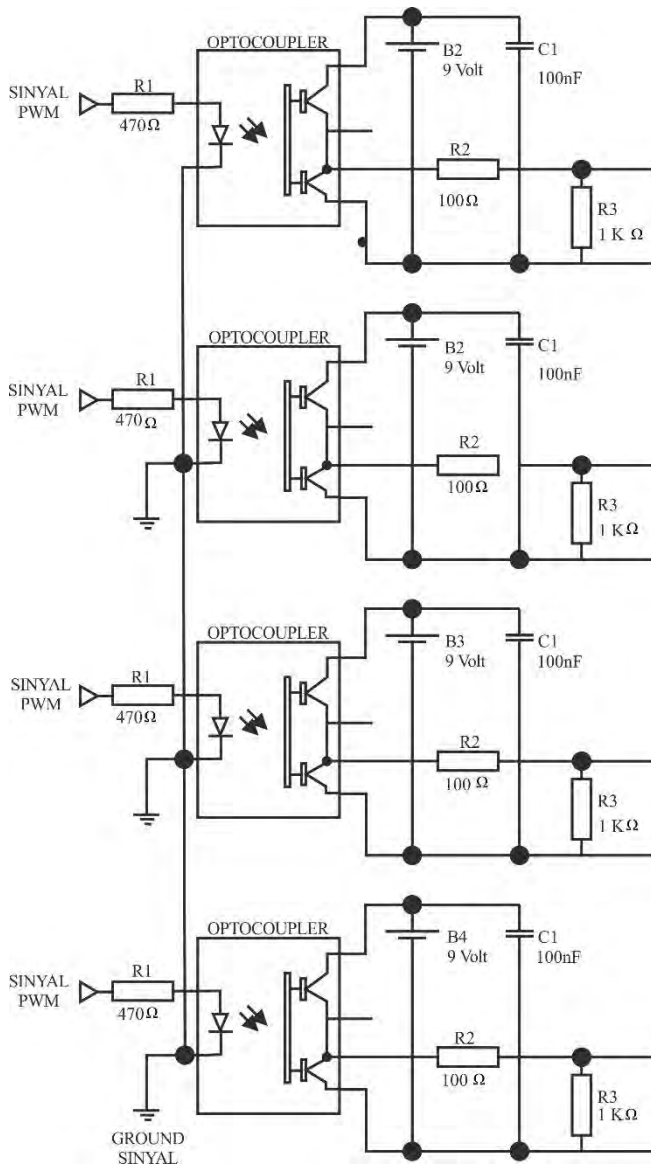 OPTOCOUPLER
SINYAL
PWM
R1
470Ω
B2
9 Volt
C1
100nF
R2
100Ω
R3
1 K Ω
OPTOCOUPLER
SINYAL
PWM
R1
470Ω
B2
9 Volt
C1
100nF
R2
100Ω
R3
1 KΩ
OPTOCOUPLER
SINYAL
PWM
R1
470Ω
B3
9 Volt
C1
100nF
R2
100 Ω
R3
1 KΩ
OPTOCOUPLER
SINYAL
PWM
R1
470Ω
B4
9 Volt
C1
100nF
R2
100 Ω
R3
1 KΩ
GROUND
SINYAL